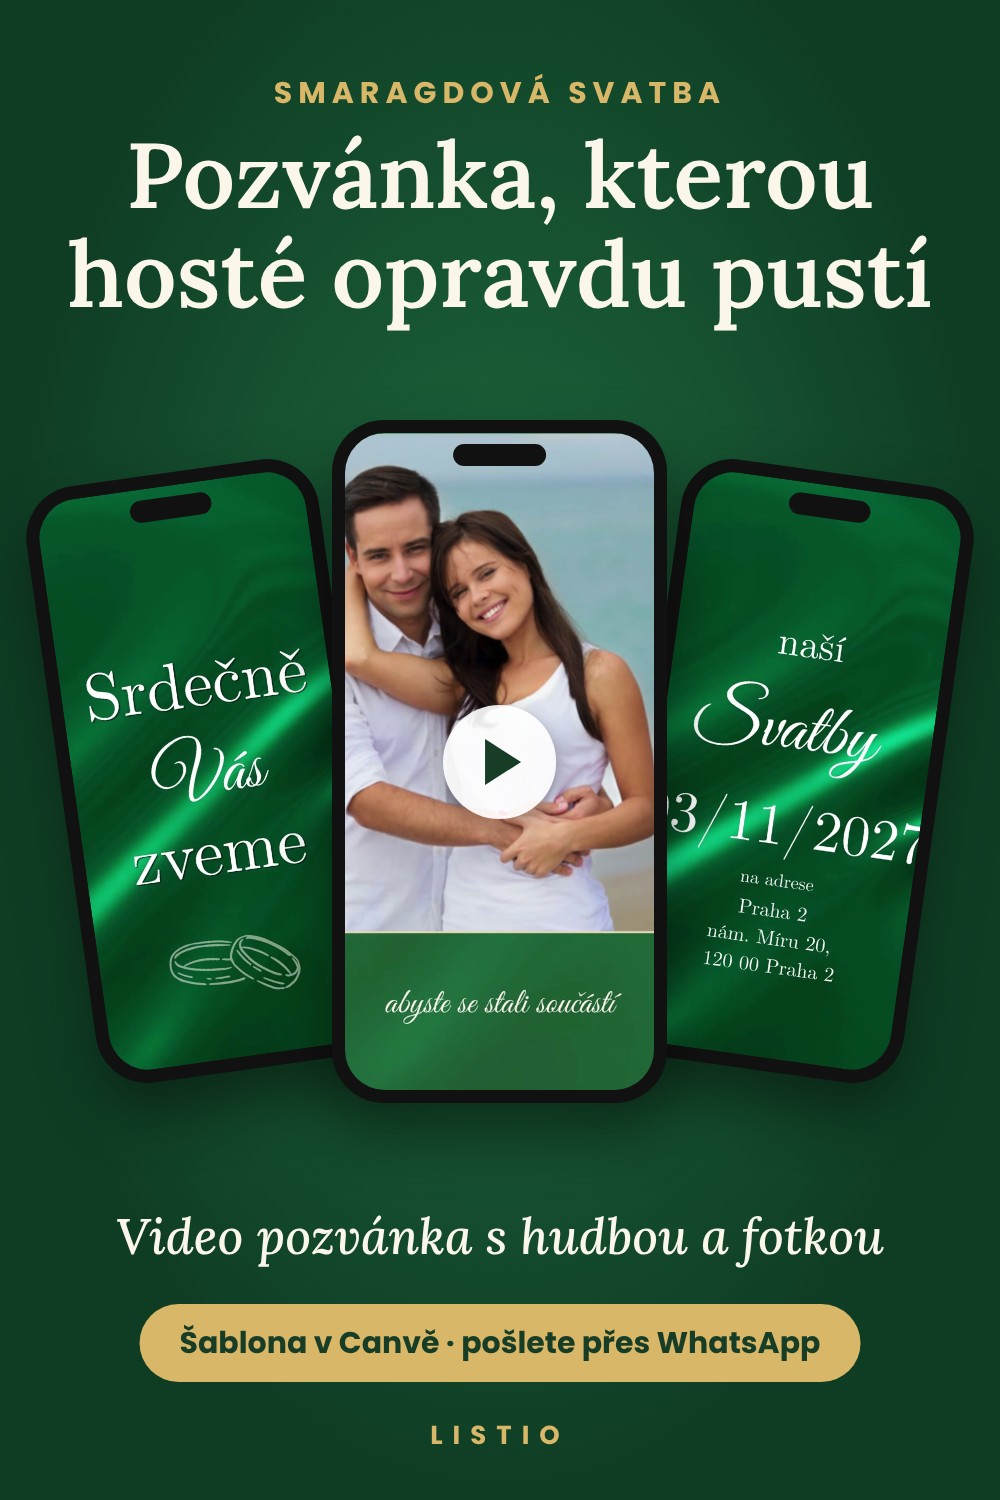 SMARAGDOVÁ SVATBA
Pozvánka, kterou
hosté opravdu pustí
Srdečně
Vás
zveme
abyste se stali součástí
naší
Svatby
3/11/2027
na adrese
Praha 2
nám. Míru 20,
120 00 Praha 2
Video pozvánka s hudbou a fotkou
Šablona v Canvě · pošlete přes WhatsApp
LISTIO